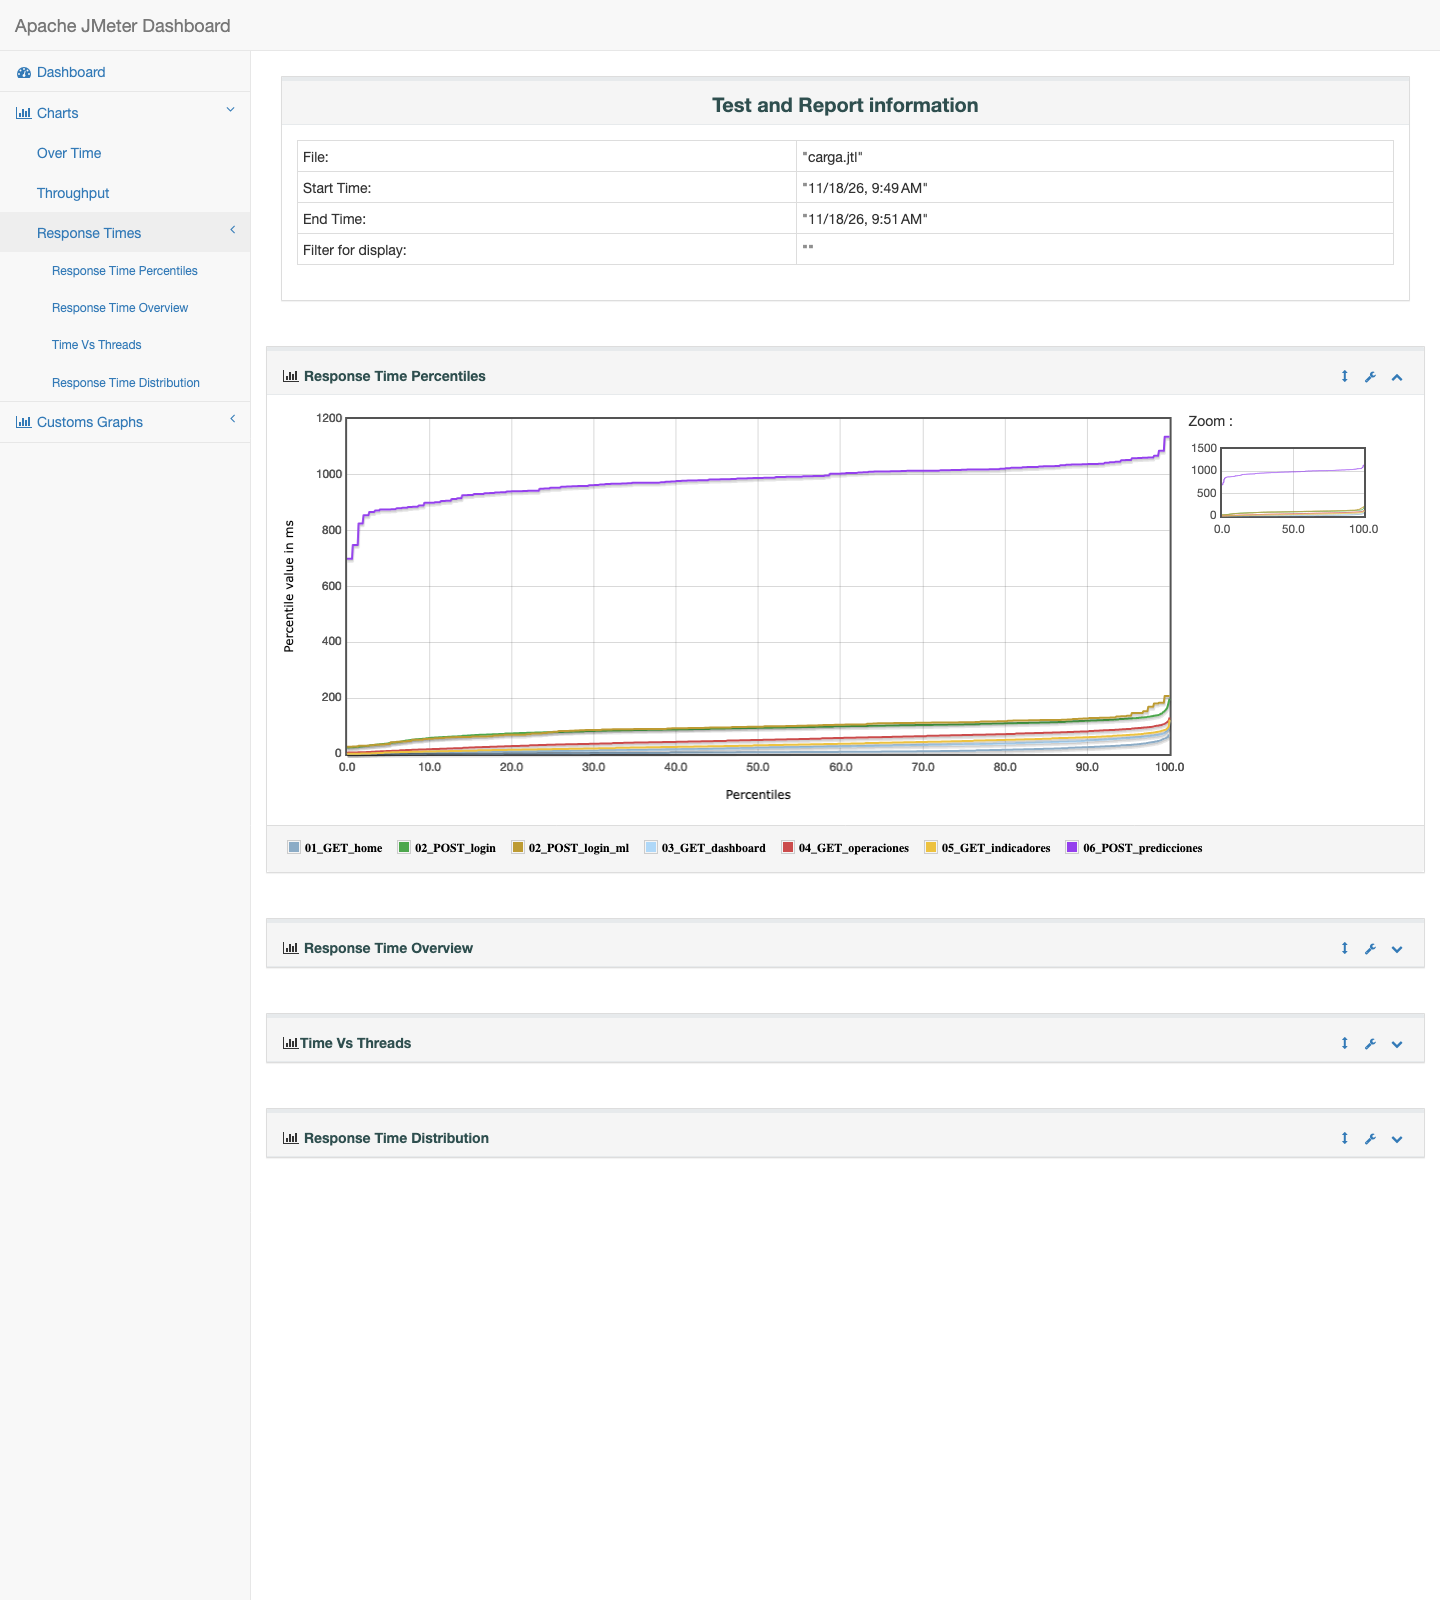 Apache JMeter Dashboard
Dashboard
Charts
Over Time
Throughput
Response Times
Response Time Percentiles
Response Time Overview
Time Vs Threads
Response Time Distribution
Customs Graphs
Test and Report information
File: "carga.jtl"
Start Time: "11/18/26, 9:49 AM"
End Time: "11/18/26, 9:51 AM"
Filter for display: ""
Response Time Percentiles
Percentile value in ms
1200
1000
800
600
400
200
0
0.0 10.0 20.0 30.0 40.0 50.0 60.0 70.0 80.0 90.0 100.0
Percentiles
Zoom :
1500
1000
500
0
0.0 50.0 100.0
01_GET_home 02_POST_login 02_POST_login_ml 03_GET_dashboard 04_GET_operaciones 05_GET_indicadores 06_POST_predicciones
Response Time Overview
Time Vs Threads
Response Time Distribution